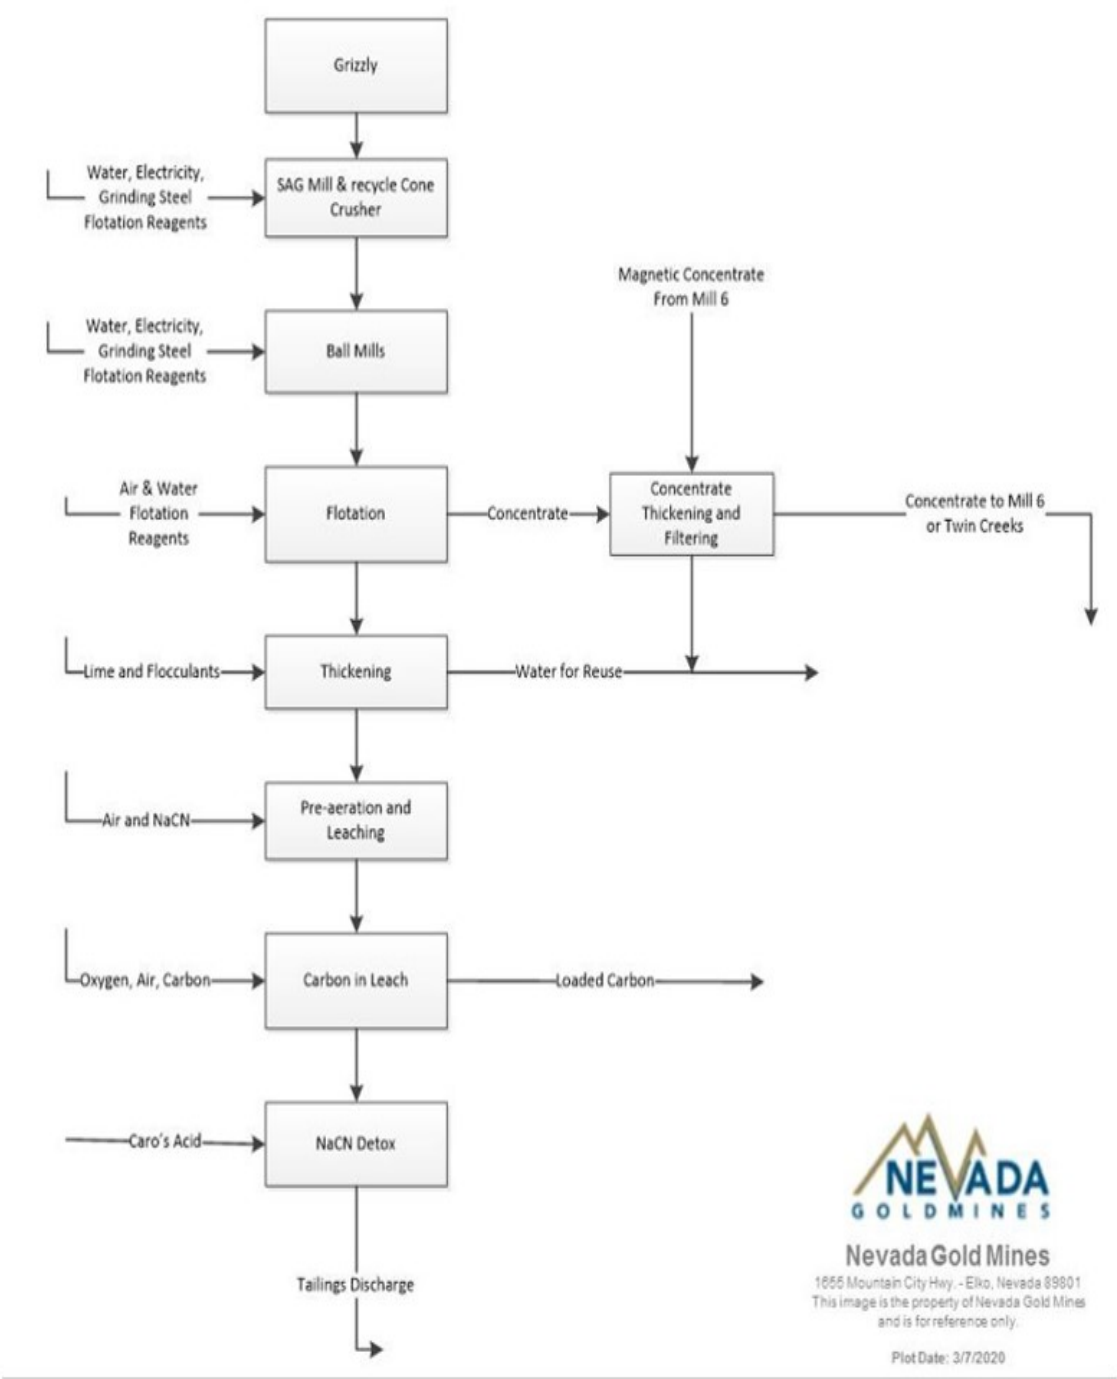 Grizzly
Water, Electricity,
Grinding Steel
Flotation Reagents
SAG Mill & recycle Cone
Crusher
Magnetic Concentrate
From Mill 6
Water, Electricity,
Grinding Steel
Flotation Reagents
Ball Mills
Air & Water
Flotation
Reagents
Flotation
Concentrate
Concentrate
Thickening and
Filtering
Concentrate to Mill 6
or Twin Creeks
Lime and Flocculants
Thickening
Water for Reuse
Air and NaCN
Pre-aeration and
Leaching
Oxygen, Air, Carbon
Carbon in Leach
Loaded Carbon
Caro's Acid
NaCN Detox
Tailings Discharge
NEVADA
GOLDMINES
Nevada Gold Mines
1655 Mountain City Hwy. - Elko, Nevada 89801
This image is the property of Nevada Gold Mines
and is for reference only.
Plot Date: 3/7/2020